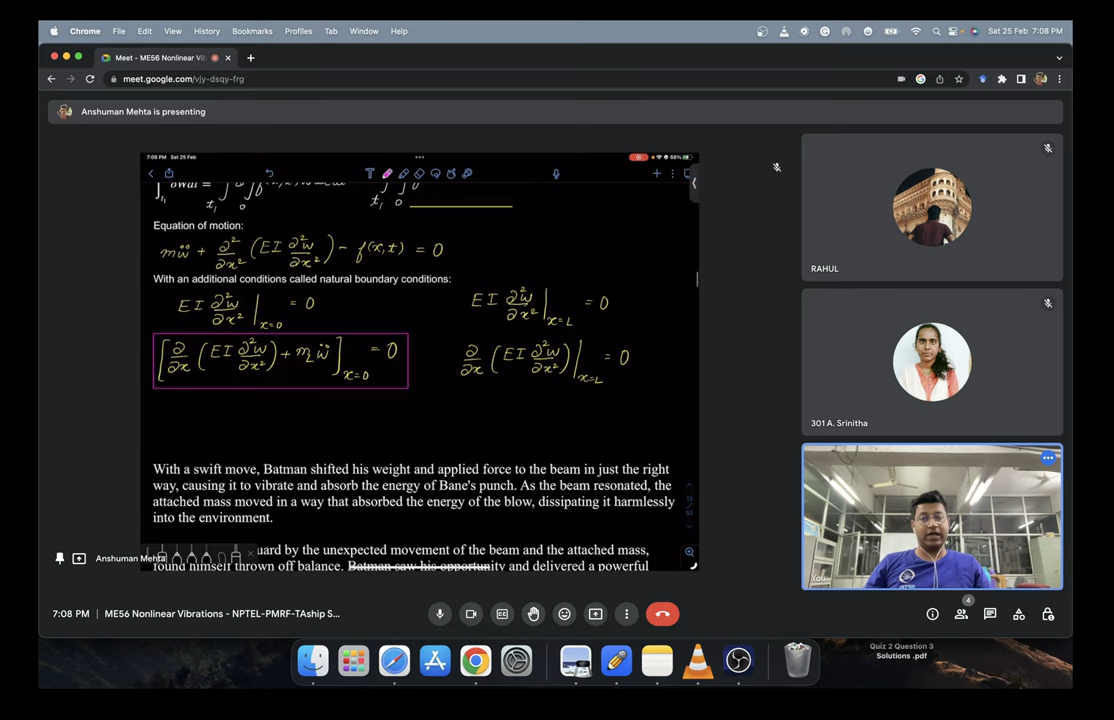 Chrome File Edit View History Bookmarks Profiles Tab Window Help Sat 25 Feb 7:08 PM
Meet - ME56 Nonlinear Vib
meet.google.com/vjy-dsqy-frg
Anshuman Mehta is presenting
7:08 PM Sat 25 Feb 68%
Equation of motion:
mẅ + ∂²/∂x² (EI ∂²w/∂x²) − f(x,t) = 0
With an additional conditions called natural boundary conditions:
EI ∂²w/∂x² |x=0 = 0 EI ∂²w/∂x² |x=L = 0
[∂/∂x (EI ∂²w/∂x²) + m ẅ]x=0 = 0 ∂/∂x (EI ∂²w/∂x²) |x=L = 0
With a swift move, Batman shifted his weight and applied force to the beam in just the right
way, causing it to vibrate and absorb the energy of Bane's punch. As the beam resonated, the
attached mass moved in a way that absorbed the energy of the blow, dissipating it harmlessly
into the environment.
uard by the unexpected movement of the beam and the attached mass,
found himself thrown off balance. Batman saw his opportunity and delivered a powerful
Anshuman Mehta
RAHUL
301 A. Srinitha
You
7:08 PM | ME56 Nonlinear Vibrations - NPTEL-PMRF-TAship S...
4
Quiz 2 Question 3
Solutions .pdf